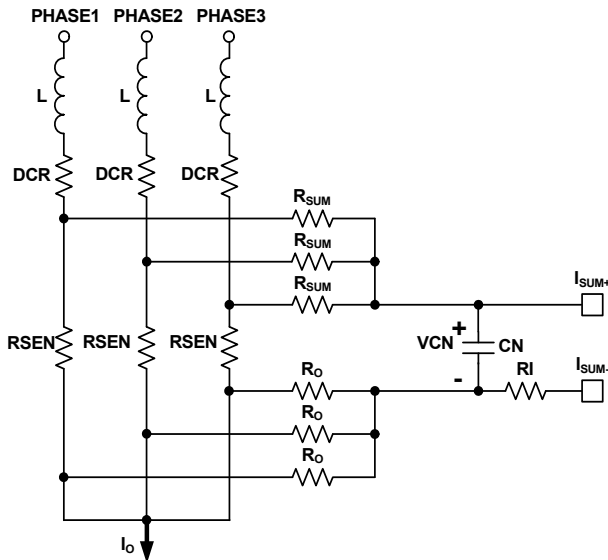 PHASE1 PHASE2 PHASE3
L L L
DCR DCR DCR
RSUM
RSUM
RSUM
ISUM+
RSEN RSEN RSEN
+
VCN CN
-
RI
ISUM-
RO
RO
RO
IO